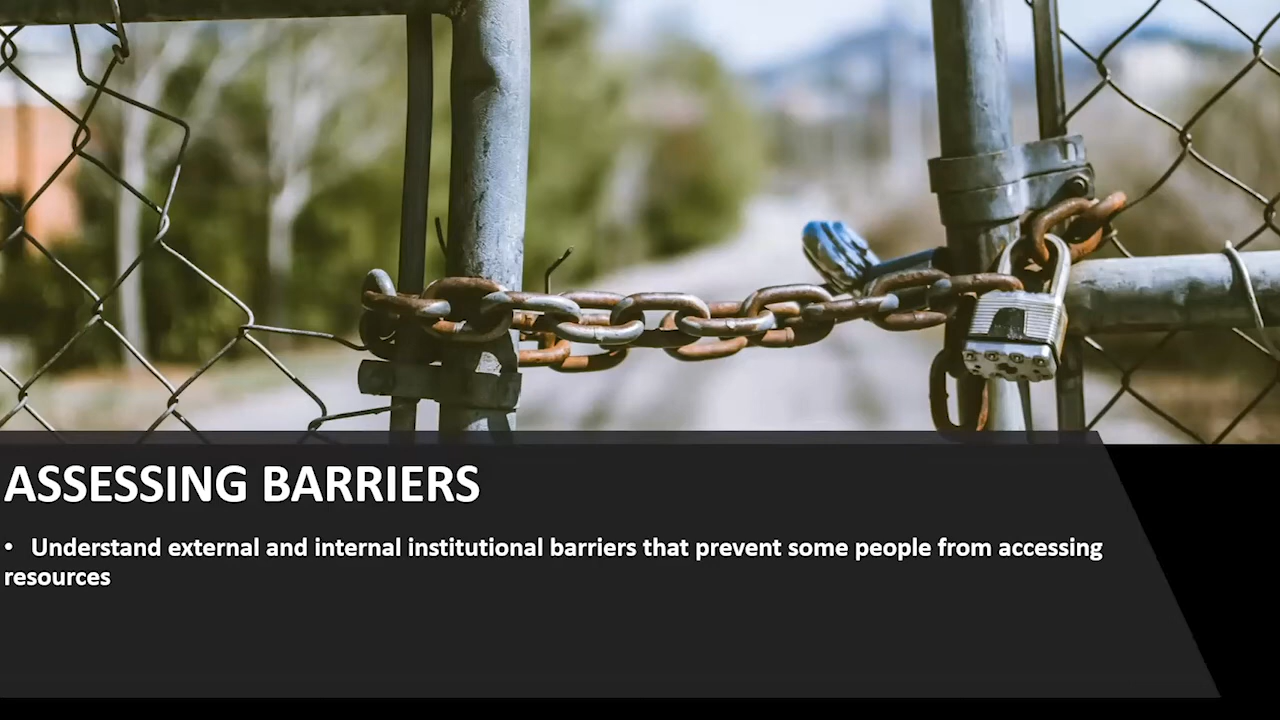 ASSESSING BARRIERS
• Understand external and internal institutional barriers that prevent some people from accessing
resources